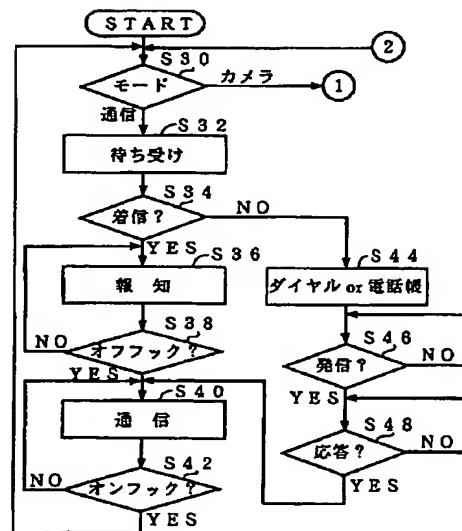 START
②
S30
モード
カメラ
①
通信
S32
待ち受け
S34
着信?
NO
YES
S36
報 知
S44
ダイヤル or 電話帳
S38
オフフック?
NO
YES
S46
発信?
NO
YES
S40
通 信
S48
応答?
NO
YES
S42
オンフック?
NO
YES